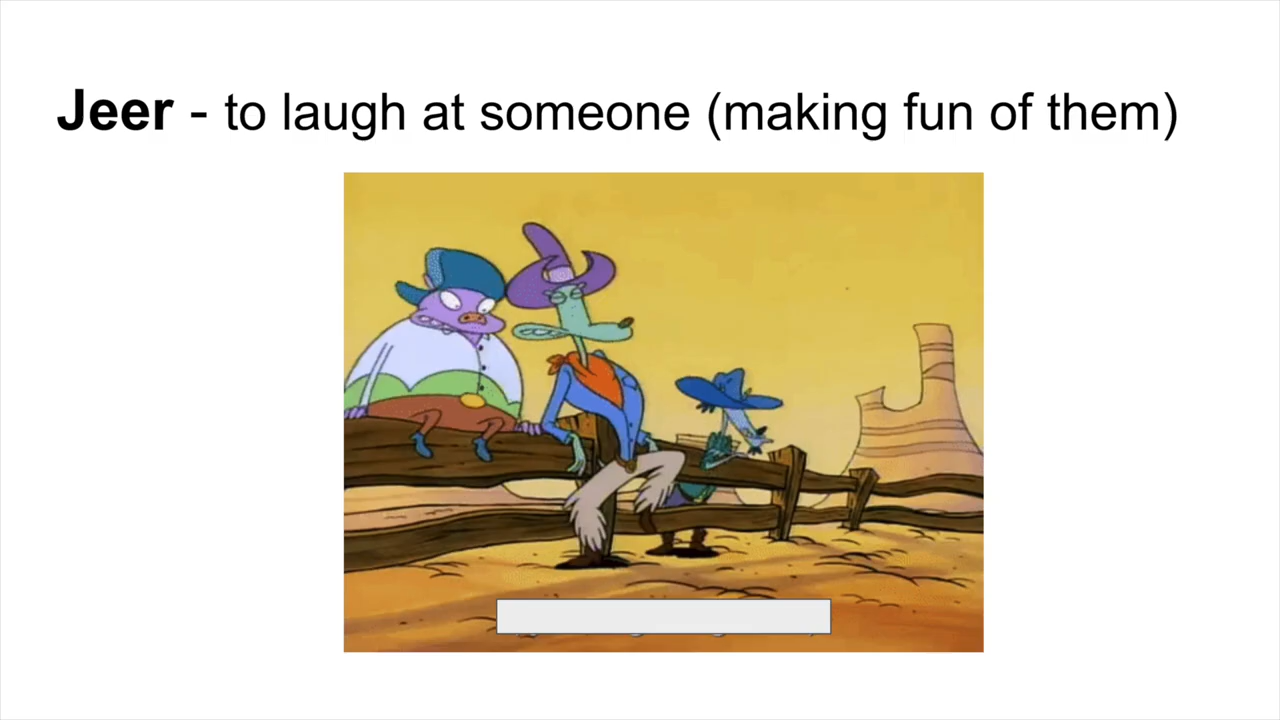 Jeer - to laugh at someone (making fun of them)